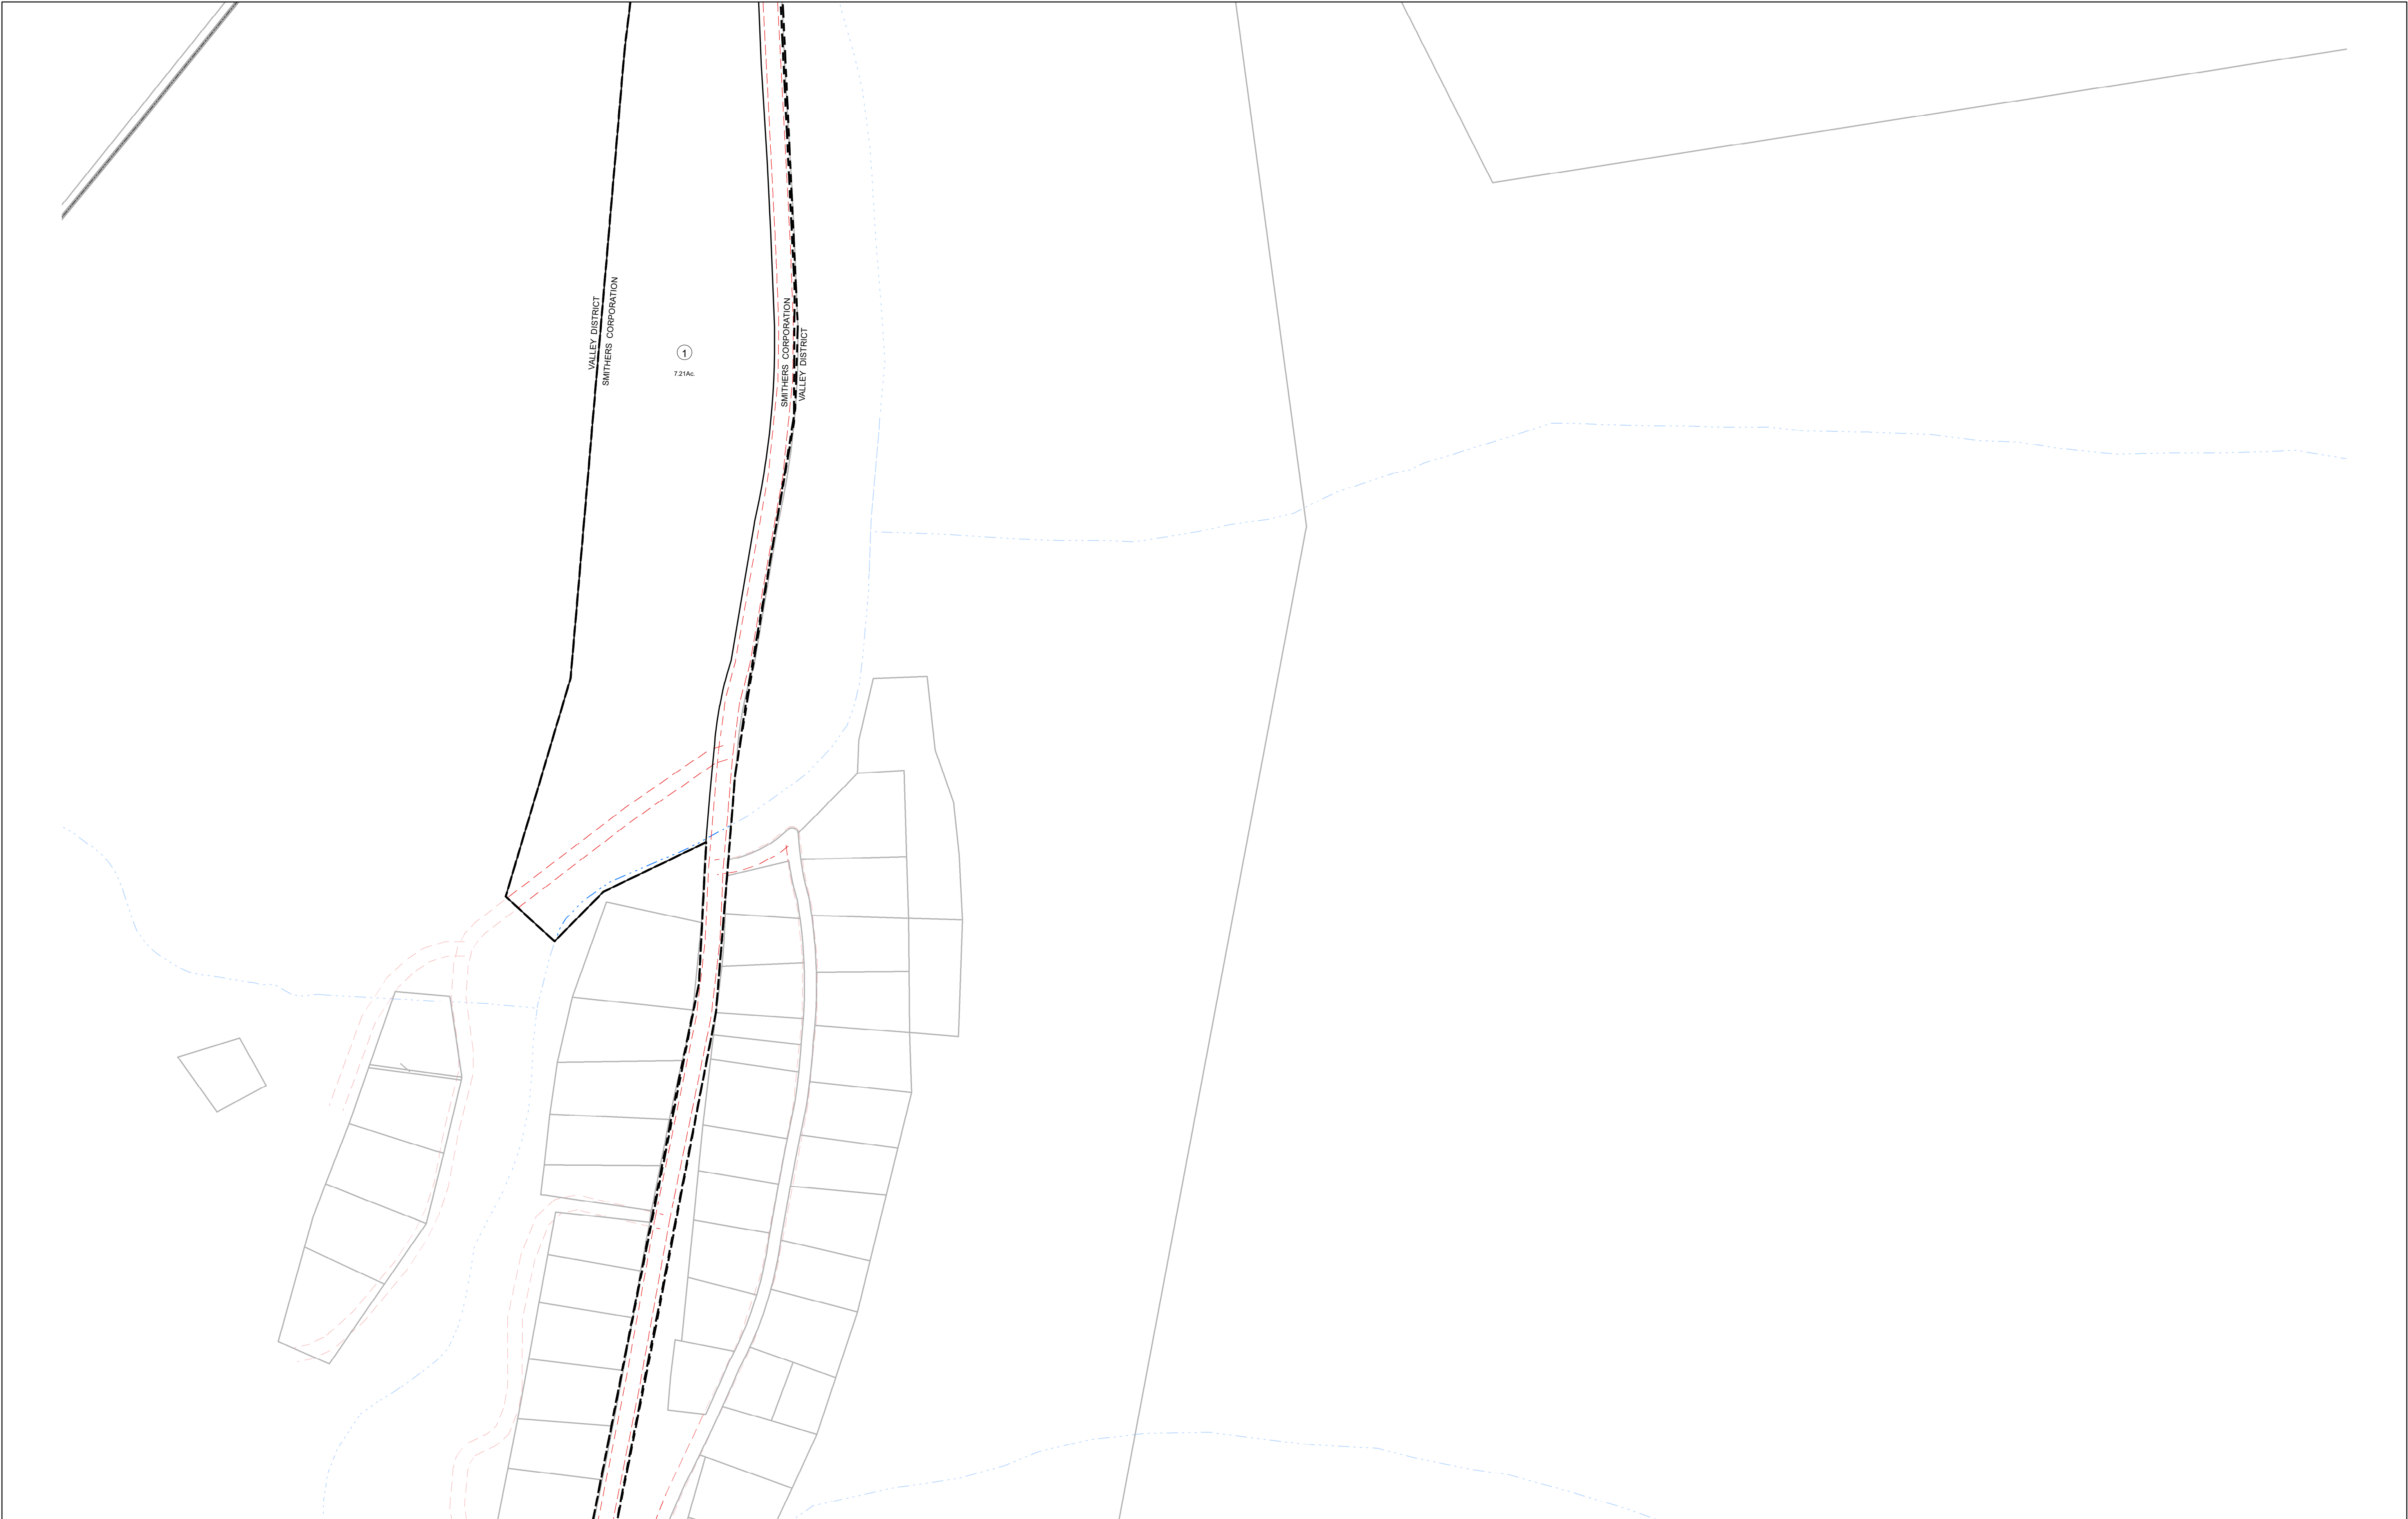 VALLEY DISTRICT
SMITHERS CORPORATION
1
7.21Ac.
SMITHERS CORPORATION
VALLEY DISTRICT